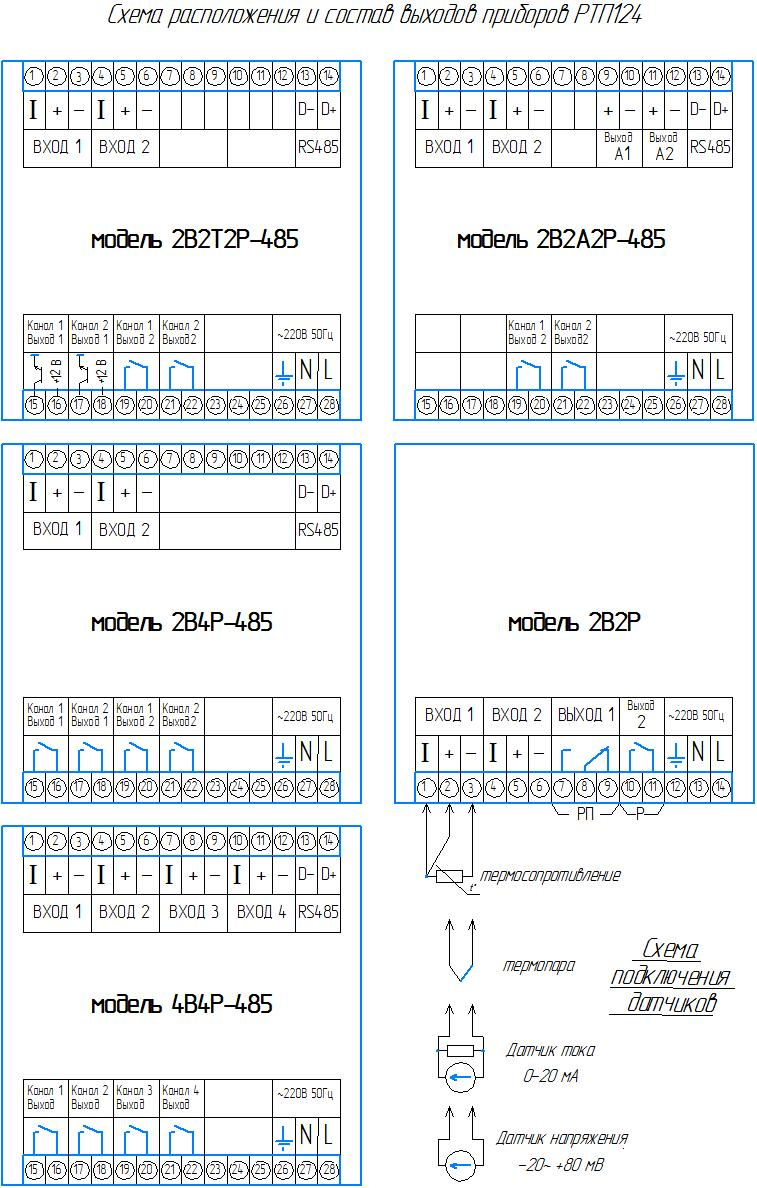 Схема расположения и состав выходов приборов РТП124
1 2 3 4 5 6 7 8 9 10 11 12 13 14
I + − I + − D− D+
ВХОД 1 ВХОД 2 RS485
модель 2В2Т2Р-485
Канал 1 Канал 2 Канал 1 Канал 2
Выход 1 Выход 1 Выход 2 Выход2 ~220В 50Гц
+12 В +12 В N L
15 16 17 18 19 20 21 22 23 24 25 26 27 28
1 2 3 4 5 6 7 8 9 10 11 12 13 14
I + − I + − + − + − D− D+
ВХОД 1 ВХОД 2 Выход А1 Выход А2 RS485
модель 2В2А2Р-485
Канал 1 Канал 2
Выход 2 Выход2 ~220В 50Гц
N L
15 16 17 18 19 20 21 22 23 24 25 26 27 28
1 2 3 4 5 6 7 8 9 10 11 12 13 14
I + − I + − D− D+
ВХОД 1 ВХОД 2 RS485
модель 2В4Р-485
Канал 1 Канал 2 Канал 1 Канал 2
Выход 1 Выход 1 Выход 2 Выход2 ~220В 50Гц
N L
15 16 17 18 19 20 21 22 23 24 25 26 27 28
модель 2В2Р
ВХОД 1 ВХОД 2 ВЫХОД 1 Выход 2 ~220В 50Гц
I + − I + − N L
1 2 3 4 5 6 7 8 9 10 11 12 13 14
РП Р
термосопротивление
t°
термопара
Схема
подключения
датчиков
Датчик тока
0-20 мА
Датчик напряжения
-20~ +80 мВ
1 2 3 4 5 6 7 8 9 10 11 12 13 14
I + − I + − I + − I + − D− D+
ВХОД 1 ВХОД 2 ВХОД 3 ВХОД 4 RS485
модель 4В4Р-485
Канал 1 Канал 2 Канал 3 Канал 4
Выход Выход Выход Выход ~220В 50Гц
N L
15 16 17 18 19 20 21 22 23 24 25 26 27 28